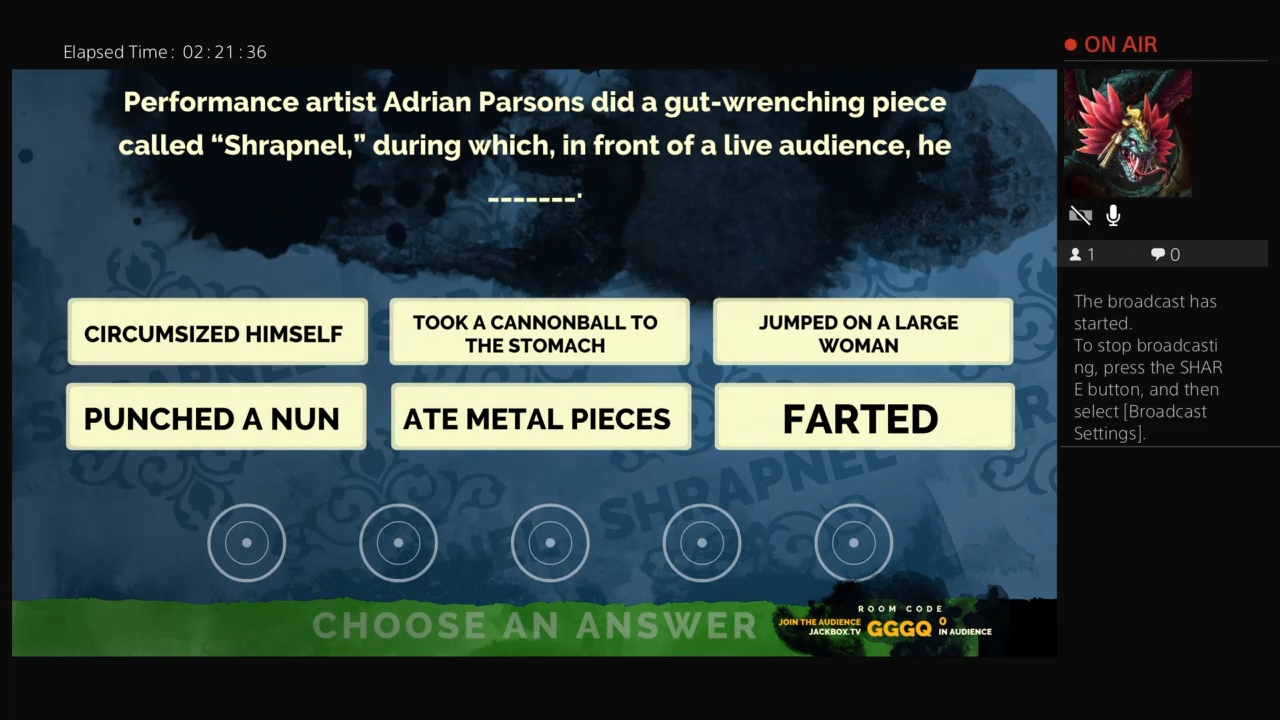 Elapsed Time: 02:21:36
ON AIR
Performance artist Adrian Parsons did a gut-wrenching piece
called “Shrapnel,” during which, in front of a live audience, he
_______.
1
0
The broadcast has
started.
To stop broadcasti
ng, press the SHAR
E button, and then
select [Broadcast
Settings].
CIRCUMSIZED HIMSELF
TOOK A CANNONBALL TO
THE STOMACH
JUMPED ON A LARGE
WOMAN
PUNCHED A NUN
ATE METAL PIECES
FARTED
SHRAPNEL
CHOOSE AN ANSWER
ROOM CODE
JOIN THE AUDIENCE
JACKBOX.TV
GGGQ
0
IN AUDIENCE